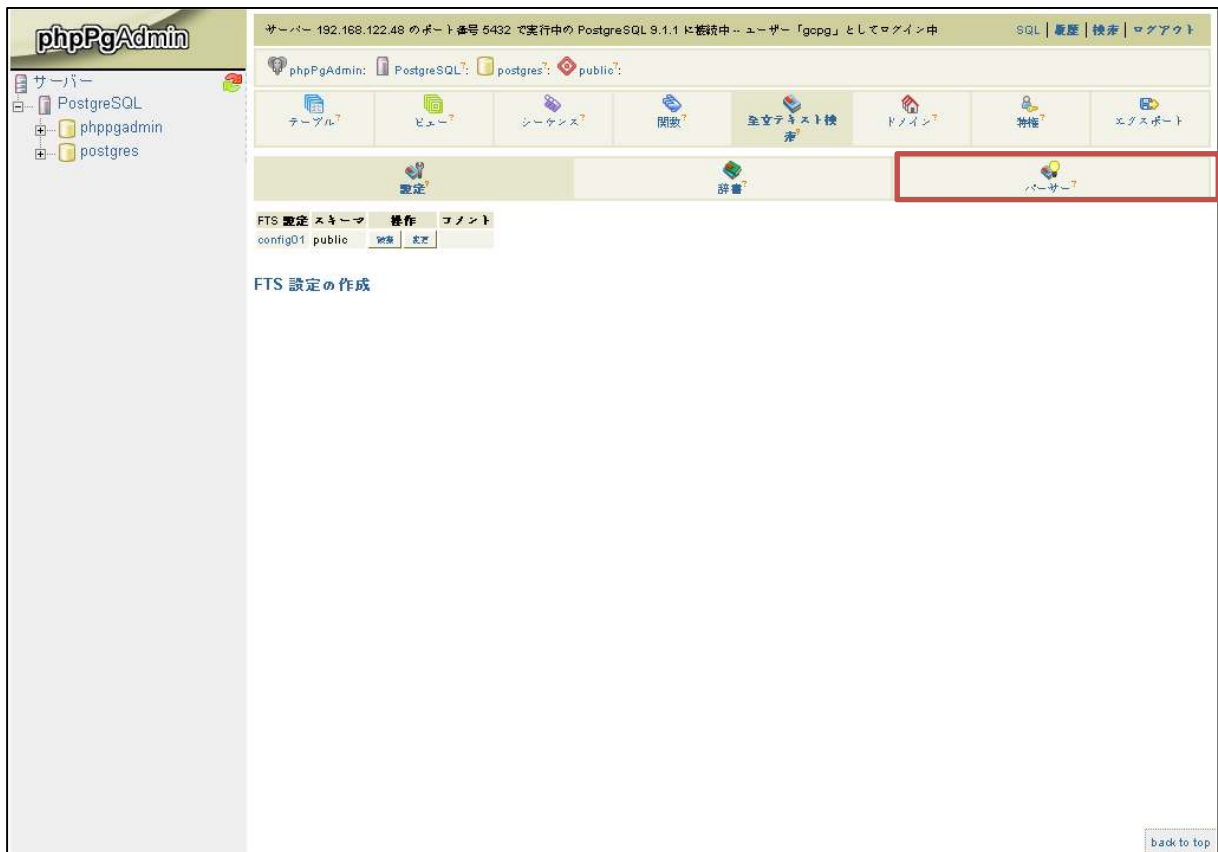 phpPgAdmin
サーバー
PostgreSQL
phppgadmin
postgres
サーバー 192.168.122.48 のポート番号 5432 で実行中の PostgreSQL 9.1.1 に接続中 -- ユーザー「gopg」としてログイン中
SQL | 履歴 | 検索 | ログアウト
phpPgAdmin: PostgreSQL?: postgres?: public?:
テーブル? ビュー? シーケンス? 関数? 全文テキスト検索? ドメイン? 特権? エクスポート
設定? 辞書? パーサー?
FTS 設定 スキーマ 操作 コメント
config01 public 破棄 変更
FTS 設定の作成
back to top